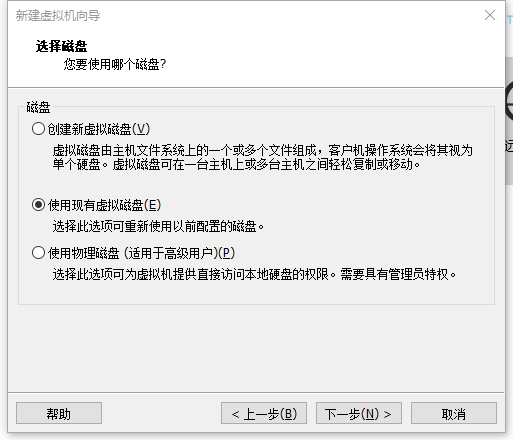 新建虚拟机向导
选择磁盘
您要使用哪个磁盘?
磁盘
创建新虚拟磁盘(V)
虚拟磁盘由主机文件系统上的一个或多个文件组成，客户机操作系统会将其视为
单个硬盘。虚拟磁盘可在一台主机上或多台主机之间轻松复制或移动。
使用现有虚拟磁盘(E)
选择此选项可重新使用以前配置的磁盘。
使用物理磁盘 (适用于高级用户)(P)
选择此选项可为虚拟机提供直接访问本地硬盘的权限。需要具有管理员特权。
帮助
< 上一步(B)
下一步(N) >
取消